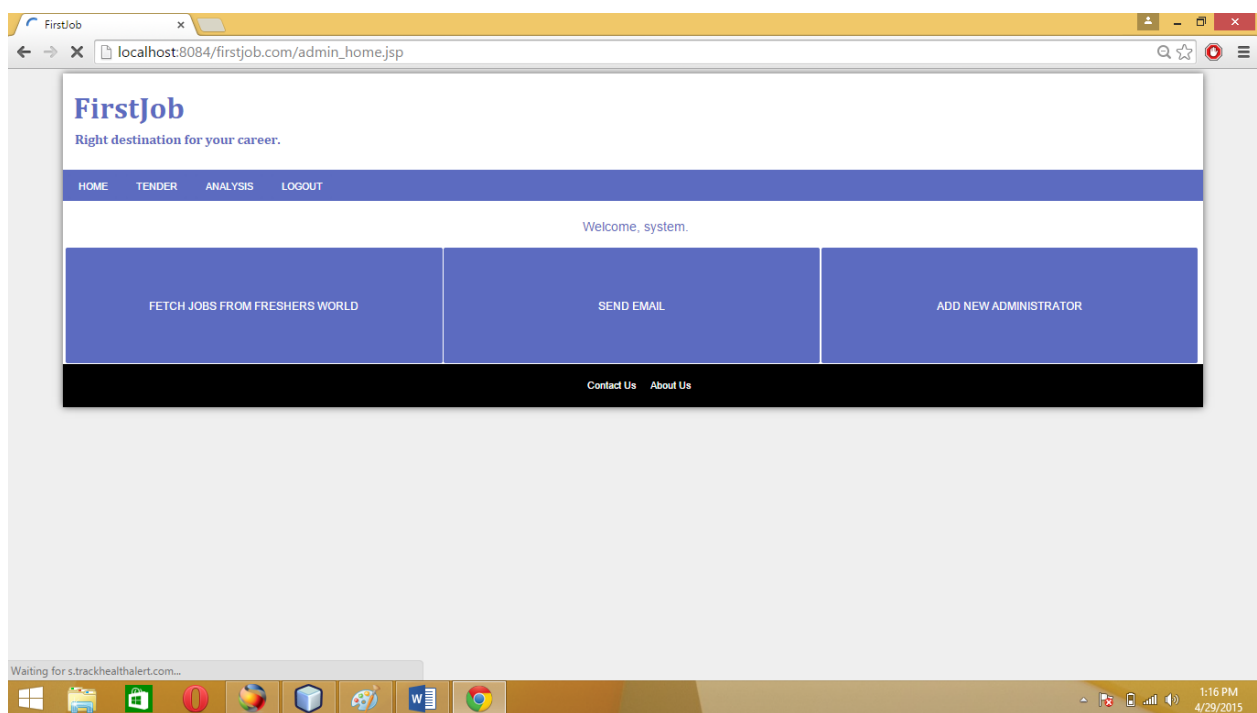 FirstJob
localhost:8084/firstjob.com/admin_home.jsp
FirstJob
Right destination for your career.
HOME TENDER ANALYSIS LOGOUT
Welcome, system.
FETCH JOBS FROM FRESHERS WORLD SEND EMAIL ADD NEW ADMINISTRATOR
Contact Us About Us
Waiting for s.trackhealthalert.com...
W
1:16 PM
4/29/2015